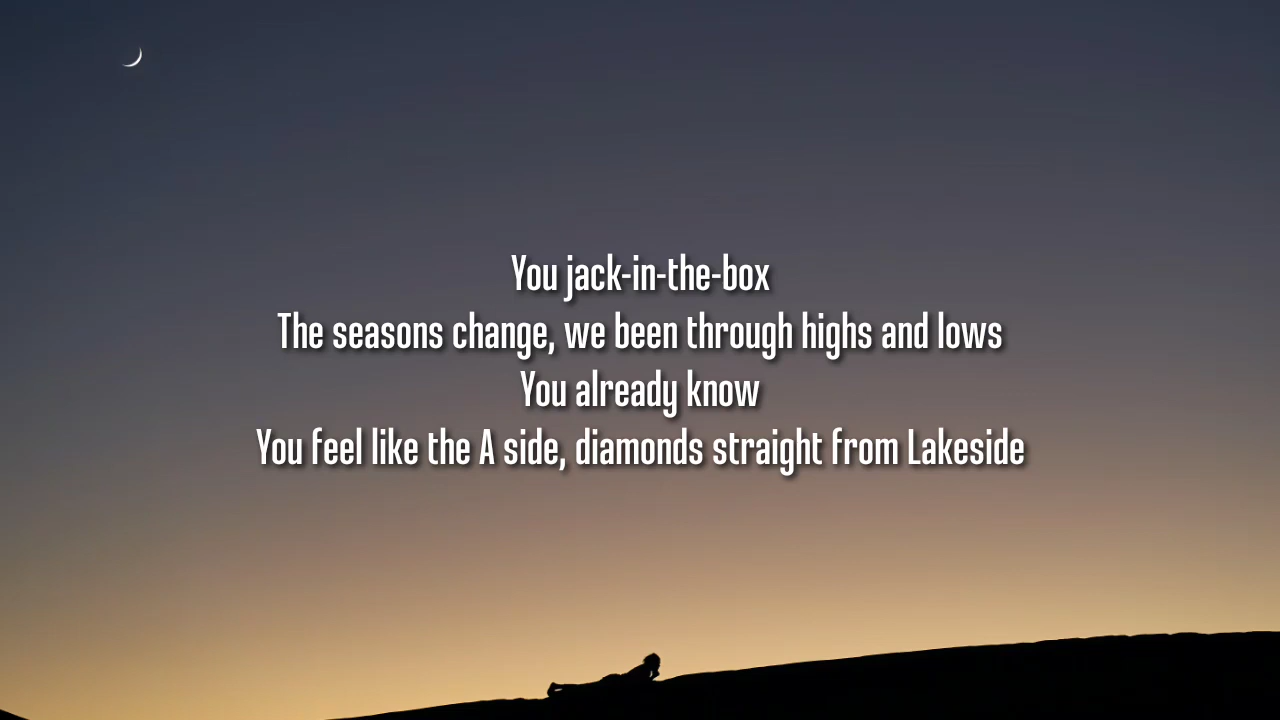 You jack-in-the-box
The seasons change, we been through highs and lows
You already know
You feel like the A side, diamonds straight from Lakeside